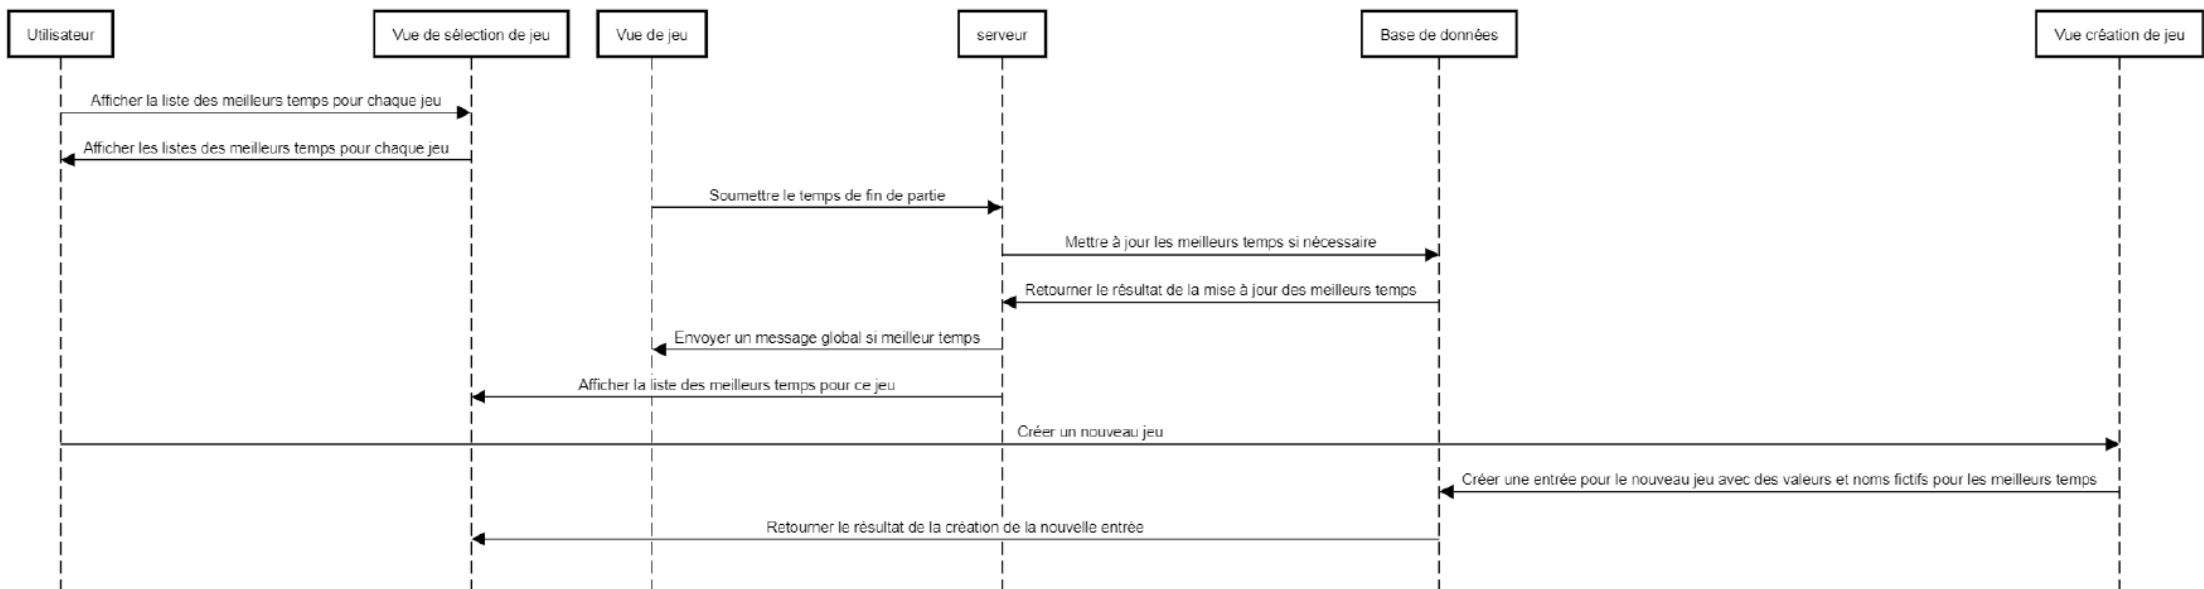 Utilisateur
Vue de sélection de jeu
Vue de jeu
serveur
Base de données
Vue création de jeu
Afficher la liste des meilleurs temps pour chaque jeu
Afficher les listes des meilleurs temps pour chaque jeu
Soumettre le temps de fin de partie
Mettre à jour les meilleurs temps si nécessaire
Retourner le résultat de la mise à jour des meilleurs temps
Envoyer un message global si meilleur temps
Afficher la liste des meilleurs temps pour ce jeu
Créer un nouveau jeu
Créer une entrée pour le nouveau jeu avec des valeurs et noms fictifs pour les meilleurs temps
Retourner le résultat de la création de la nouvelle entrée